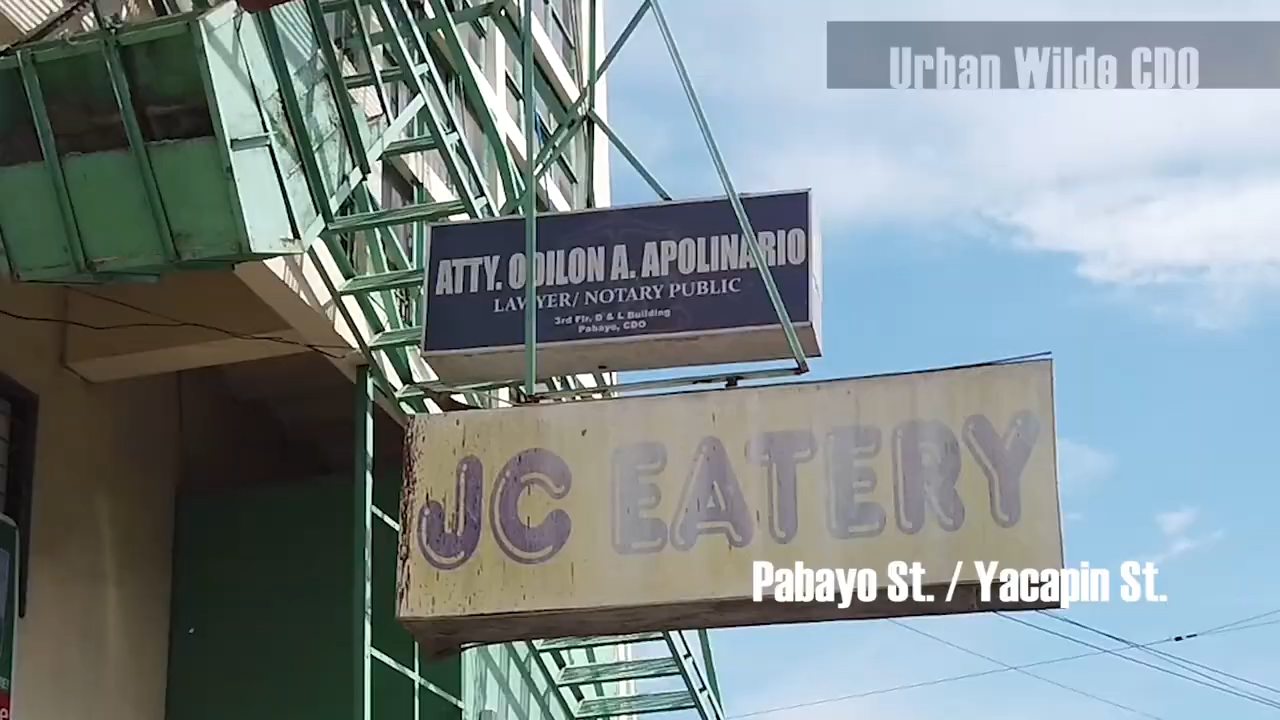 Urban Wilde CDO
ATTY. ODILON A. APOLINARIO
LAWYER/ NOTARY PUBLIC
3rd Flr. D & L Building
Pabayo, CDO
JC EATERY
Pabayo St. / Yacapin St.